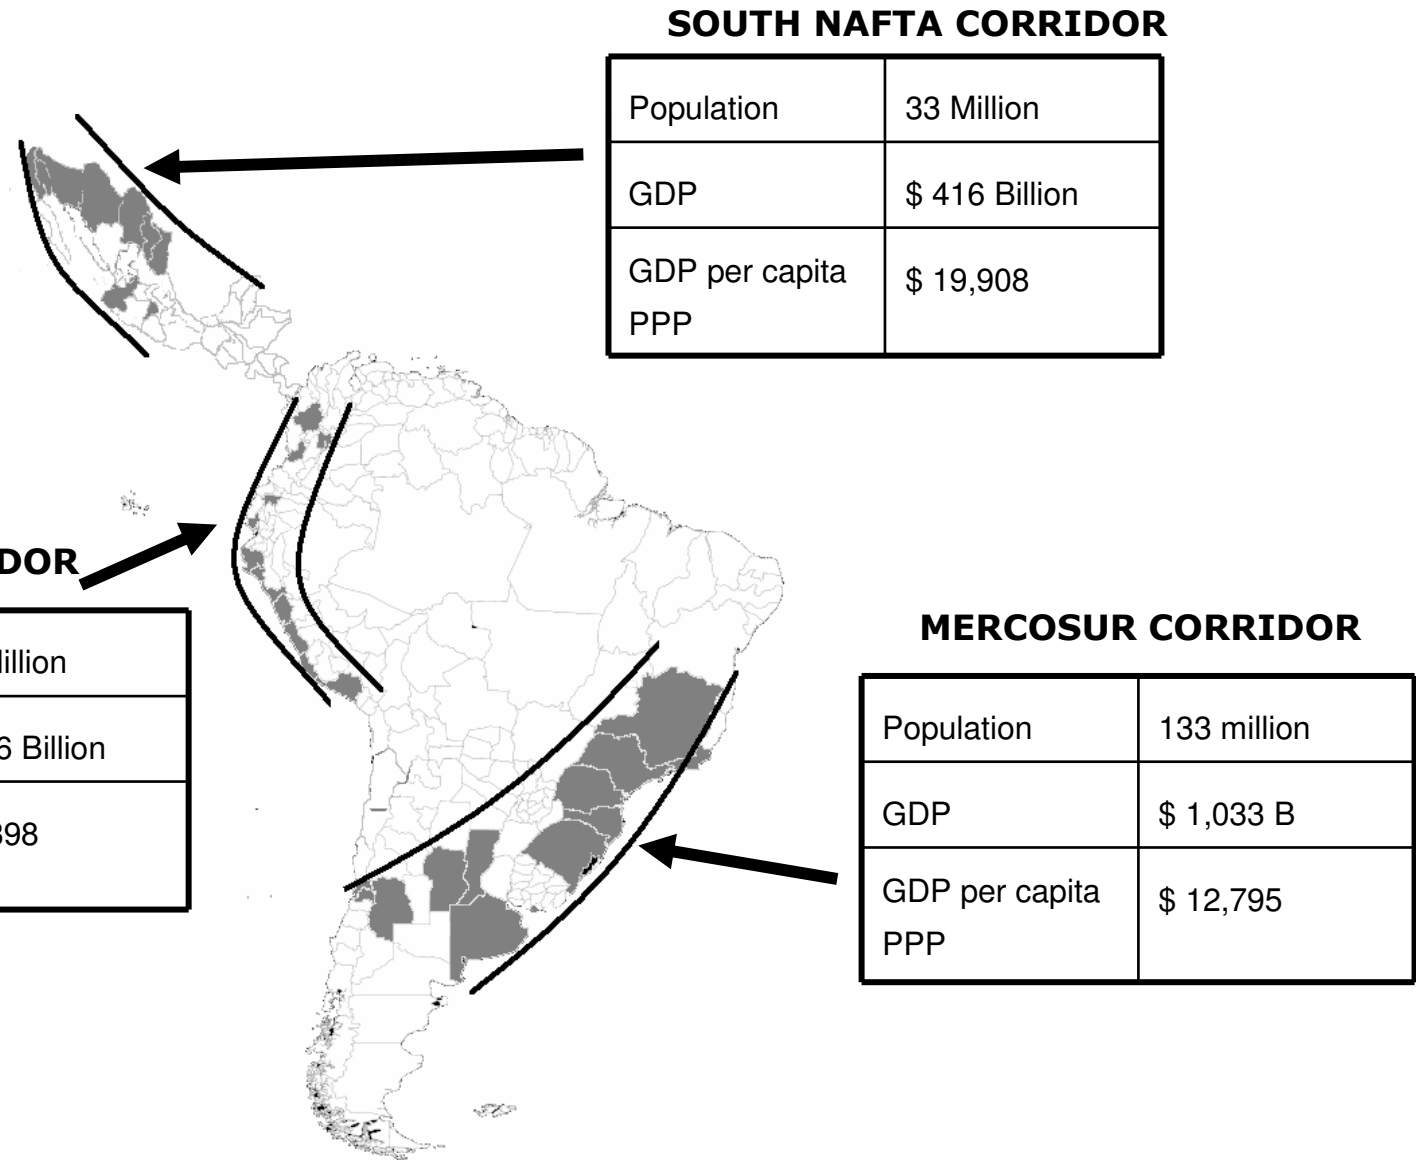 SOUTH NAFTA CORRIDOR
Population 33 Million
GDP $ 416 Billion
GDP per capita $ 19,908
PPP
DOR
illion
6 Billion
398
MERCOSUR CORRIDOR
Population 133 million
GDP $ 1,033 B
GDP per capita $ 12,795
PPP